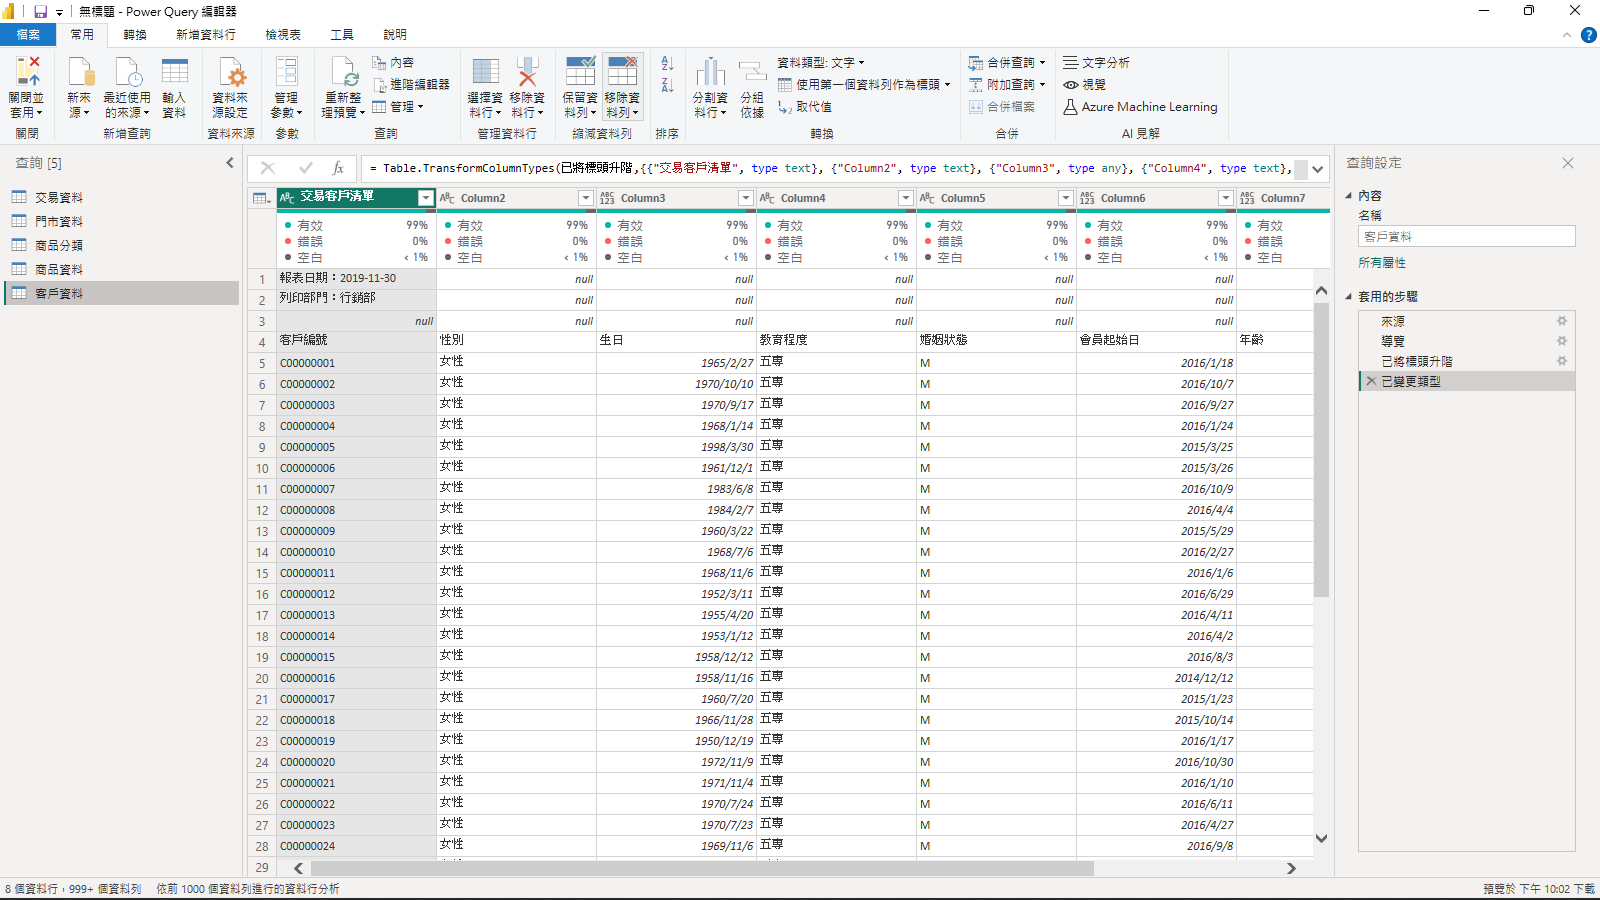 無標題 - Power Query 編輯器
檔案 常用 轉換 新增資料行 檢視表 工具 說明
關閉並套用 新來源 最近使用的來源 輸入資料 資料來源設定 管理參數 重新整理預覽 內容 進階編輯器 管理 選擇資料行 移除資料行 保留資料列 移除資料列 分割資料行 分組依據 資料類型: 文字 使用第一個資料列作為標頭 取代值 合併查詢 附加查詢 合併檔案 文字分析 視覺 Azure Machine Learning
關閉 新增查詢 資料來源 參數 查詢 管理資料行 縮減資料列 排序 轉換 合併 AI 見解
查詢 [5]
交易資料
門市資料
商品分類
商品資料
客戶資料
= Table.TransformColumnTypes(已將標頭升階,{{"交易客戶清單", type text}, {"Column2", type text}, {"Column3", type any}, {"Column4", type text},
交易客戶清單 Column2 Column3 Column4 Column5 Column6 Column7
有效 99% 有效 99% 有效 99% 有效 99% 有效 99% 有效 99% 有效
錯誤 0% 錯誤 0% 錯誤 0% 錯誤 0% 錯誤 0% 錯誤 0% 錯誤
空白 < 1% 空白 < 1% 空白 < 1% 空白 < 1% 空白 < 1% 空白 < 1% 空白
1 報表日期：2019-11-30 null null null null null
2 列印部門：行銷部 null null null null null
3 null null null null null null
4 客戶編號 性別 生日 教育程度 婚姻狀態 會員起始日 年齡
5 C00000001 女性 1965/2/27 五專 M 2016/1/18
6 C00000002 女性 1970/10/10 五專 M 2016/10/7
7 C00000003 女性 1970/9/17 五專 M 2016/9/27
8 C00000004 女性 1968/1/14 五專 M 2016/1/24
9 C00000005 女性 1998/3/30 五專 M 2015/3/25
10 C00000006 女性 1961/12/1 五專 M 2015/3/26
11 C00000007 女性 1983/6/8 五專 M 2016/10/9
12 C00000008 女性 1984/2/7 五專 M 2016/4/4
13 C00000009 女性 1960/3/22 五專 M 2015/5/29
14 C00000010 女性 1968/7/6 五專 M 2016/2/27
15 C00000011 女性 1968/11/6 五專 M 2016/1/6
16 C00000012 女性 1952/3/11 五專 M 2016/6/29
17 C00000013 女性 1955/4/20 五專 M 2016/4/11
18 C00000014 女性 1953/1/12 五專 M 2016/4/2
19 C00000015 女性 1958/12/12 五專 M 2016/8/3
20 C00000016 女性 1958/11/16 五專 M 2014/12/12
21 C00000017 女性 1960/7/20 五專 M 2015/1/23
22 C00000018 女性 1966/11/28 五專 M 2015/10/14
23 C00000019 女性 1950/12/19 五專 M 2016/1/17
24 C00000020 女性 1972/11/9 五專 M 2016/10/30
25 C00000021 女性 1971/11/4 五專 M 2016/1/10
26 C00000022 女性 1970/7/24 五專 M 2016/6/11
27 C00000023 女性 1970/7/23 五專 M 2016/4/27
28 C00000024 女性 1969/11/6 五專 M 2016/9/8
29
查詢設定
內容
名稱
客戶資料
所有屬性
套用的步驟
來源
導覽
已將標頭升階
已變更類型
8 個資料行，999+ 個資料列 依前 1000 個資料列進行的資料行分析
預覽於 下午 10:02 下載